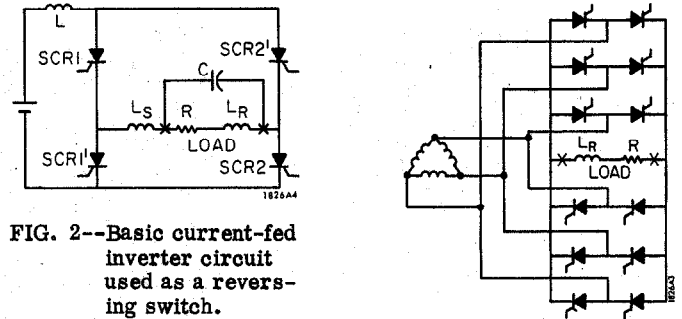 L
SCR1
SCR2'
C
LS
R
LR
LOAD
SCR1'
SCR2
1826A4
FIG. 2--Basic current-fed
inverter circuit
used as a revers-
ing switch.
LR
R
LOAD
1826A3